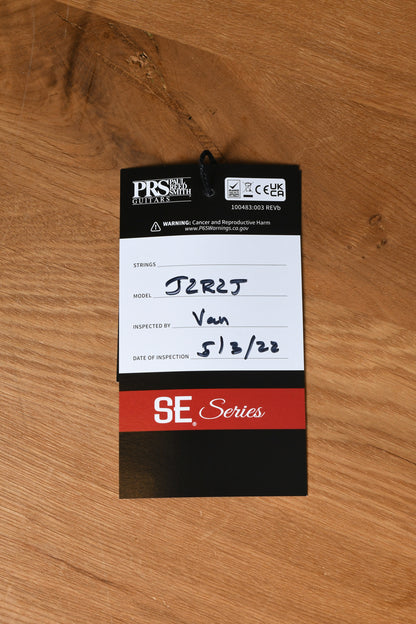 PRS PAUL REED SMITH
GUITARS
CE UK CA
100483:003 REVb
WARNING: Cancer and Reproductive Harm
www.P65Warnings.ca.gov
STRINGS
MODEL J2R2J
INSPECTED BY Van
DATE OF INSPECTION 5/3/22
SE® Series